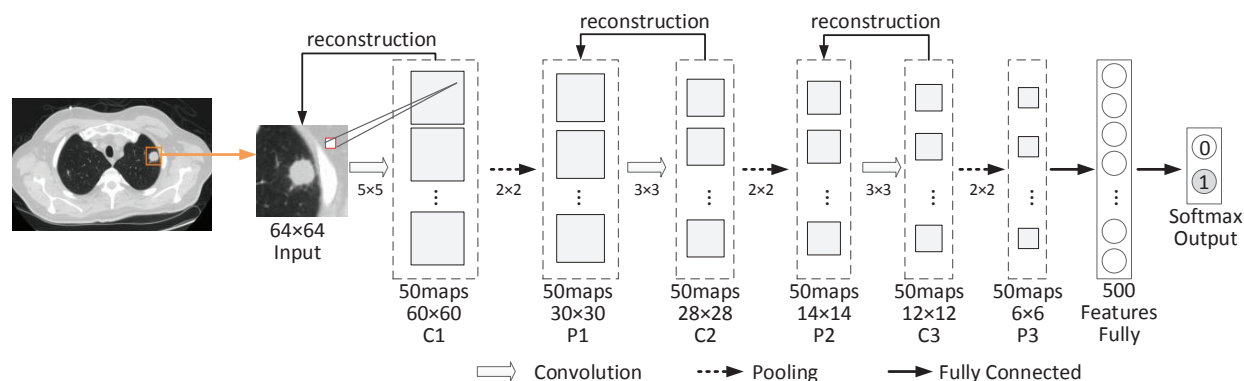 reconstruction
reconstruction
reconstruction
5×5
2×2
3×3
2×2
3×3
2×2
0
1
Softmax
Output
64×64
Input
50maps
60×60
C1
50maps
30×30
P1
50maps
28×28
C2
50maps
14×14
P2
50maps
12×12
C3
50maps
6×6
P3
500
Features
Fully
Convolution
Pooling
Fully Connected